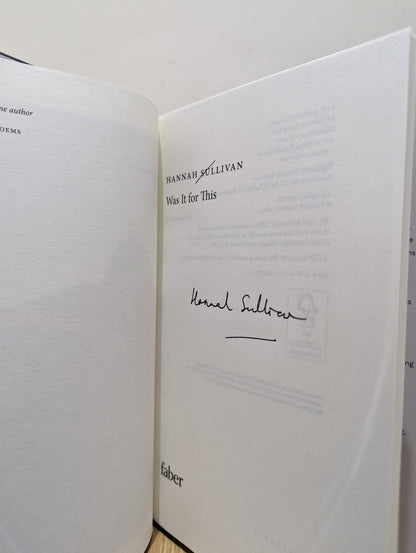 ne author
OEMS
HANNAH SULLIVAN
Was It for This
Hannah Sullivan
faber